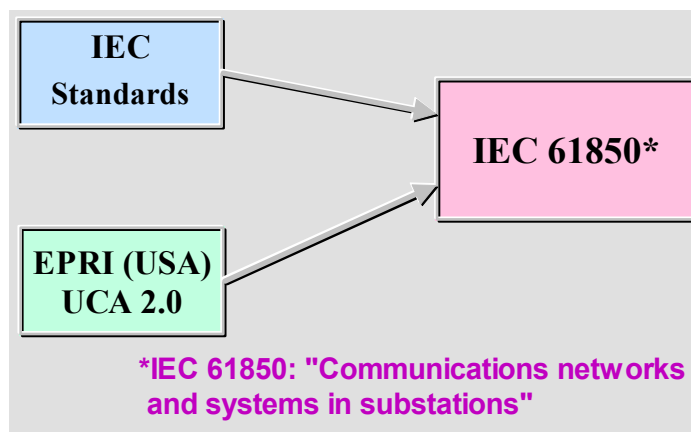 IEC
Standards
IEC 61850*
EPRI (USA)
UCA 2.0
*IEC 61850: "Communications networks
and systems in substations"